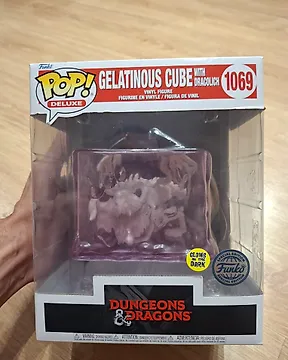 Funko
POP!
DELUXE
GELATINOUS CUBE WITH DRACOLICH
VINYL FIGURE
FIGURINE EN VINYLE / FIGURA DE VINIL
1069
GLOWS IN THE DARK
Funko
DUNGEONS
& DRAGONS
WARNING: